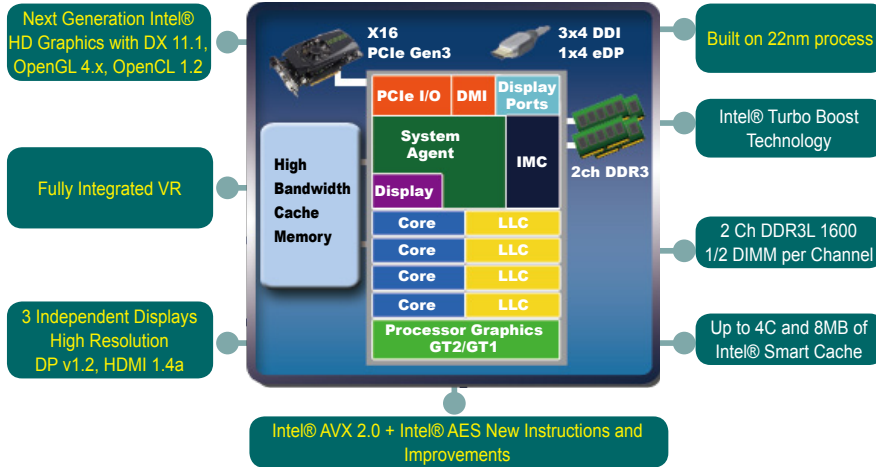 Next Generation Intel®
HD Graphics with DX 11.1,
OpenGL 4.x, OpenCL 1.2
Fully Integrated VR
3 Independent Displays
High Resolution
DP v1.2, HDMI 1.4a
X16
PCIe Gen3
3x4 DDI
1x4 eDP
PCIe I/O
DMI
Display
Ports
System
Agent
IMC
Display
2ch DDR3
High
Bandwidth
Cache
Memory
Core
LLC
Core
LLC
Core
LLC
Core
LLC
Processor Graphics
GT2/GT1
Built on 22nm process
Intel® Turbo Boost
Technology
2 Ch DDR3L 1600
1/2 DIMM per Channel
Up to 4C and 8MB of
Intel® Smart Cache
Intel® AVX 2.0 + Intel® AES New Instructions and
Improvements